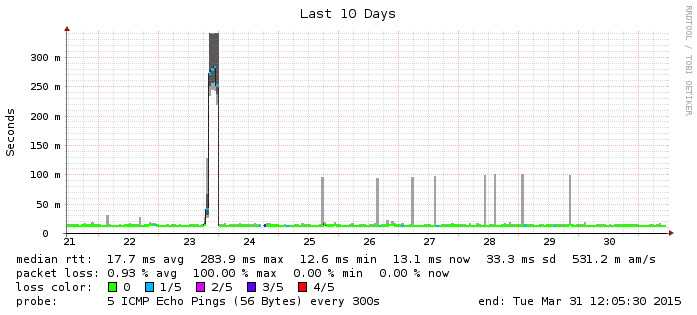 Last 10 Days
RRDTOOL / TOBI OETIKER
Seconds
300 m
250 m
200 m
150 m
100 m
50 m
0
21 22 23 24 25 26 27 28 29 30
median rtt: 17.7 ms avg 283.9 ms max 12.6 ms min 13.1 ms now 33.3 ms sd 531.2 m am/s
packet loss: 0.93 % avg 100.00 % max 0.00 % min 0.00 % now
loss color: 0 1/5 2/5 3/5 4/5
probe: 5 ICMP Echo Pings (56 Bytes) every 300s end: Tue Mar 31 12:05:30 2015